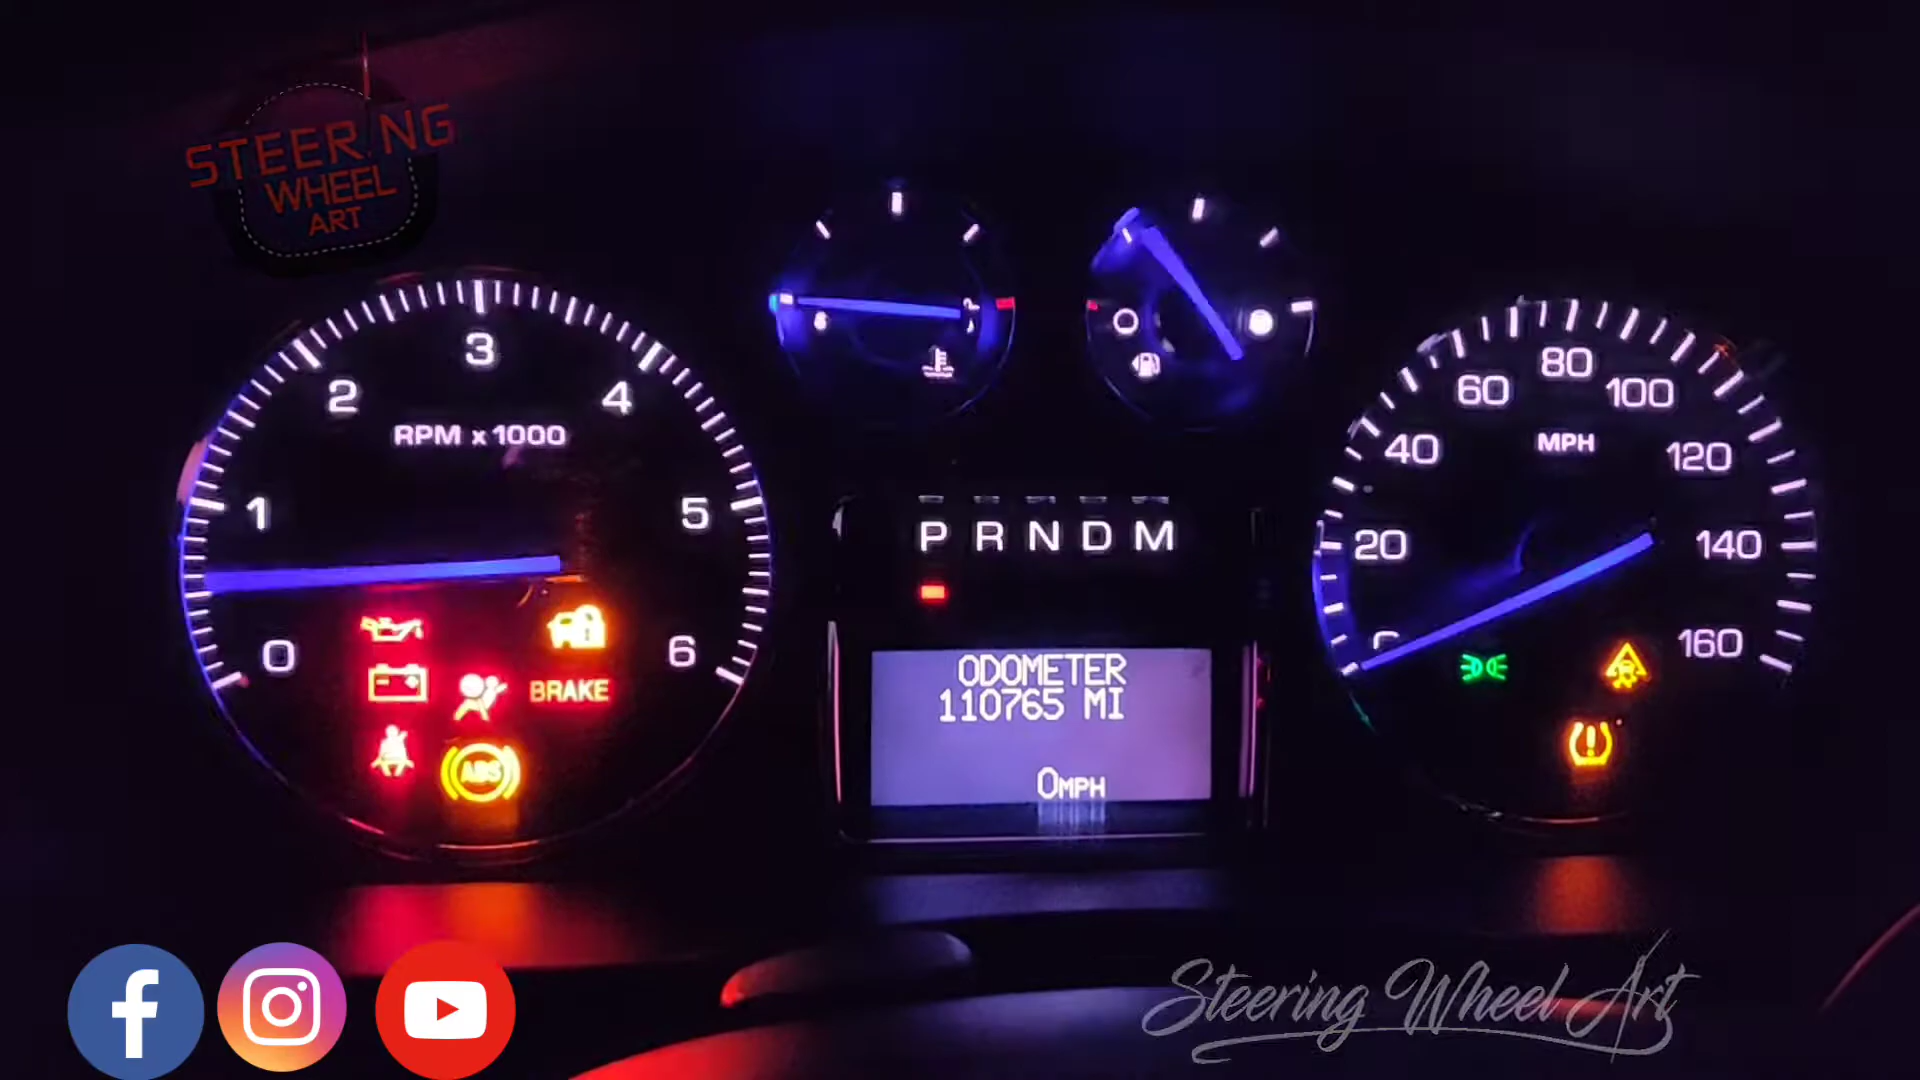 STEERING
WHEEL
ART
3
2
4
RPM x 1000
1
5
0
6
BRAKE
ABS
P R N D M
ODOMETER
110765 MI
0MPH
80
60
100
40
MPH
120
20
140
160
Steering Wheel Art